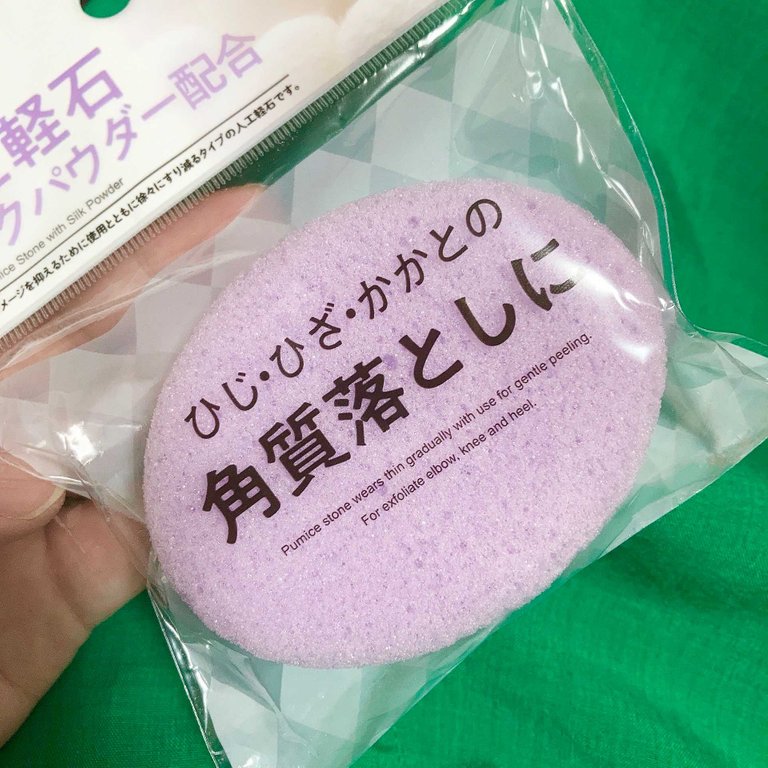 軽石
クパウダー配合
ice Stone with Silk Powder
メージを抑えるために使用とともに徐々にすり減るタイプの人工軽石です。
ひじ・ひざ・かかとの
角質落としに
Pumice stone wears thin gradually with use for gentle peeling.
For exfoliate elbow, knee and heel.